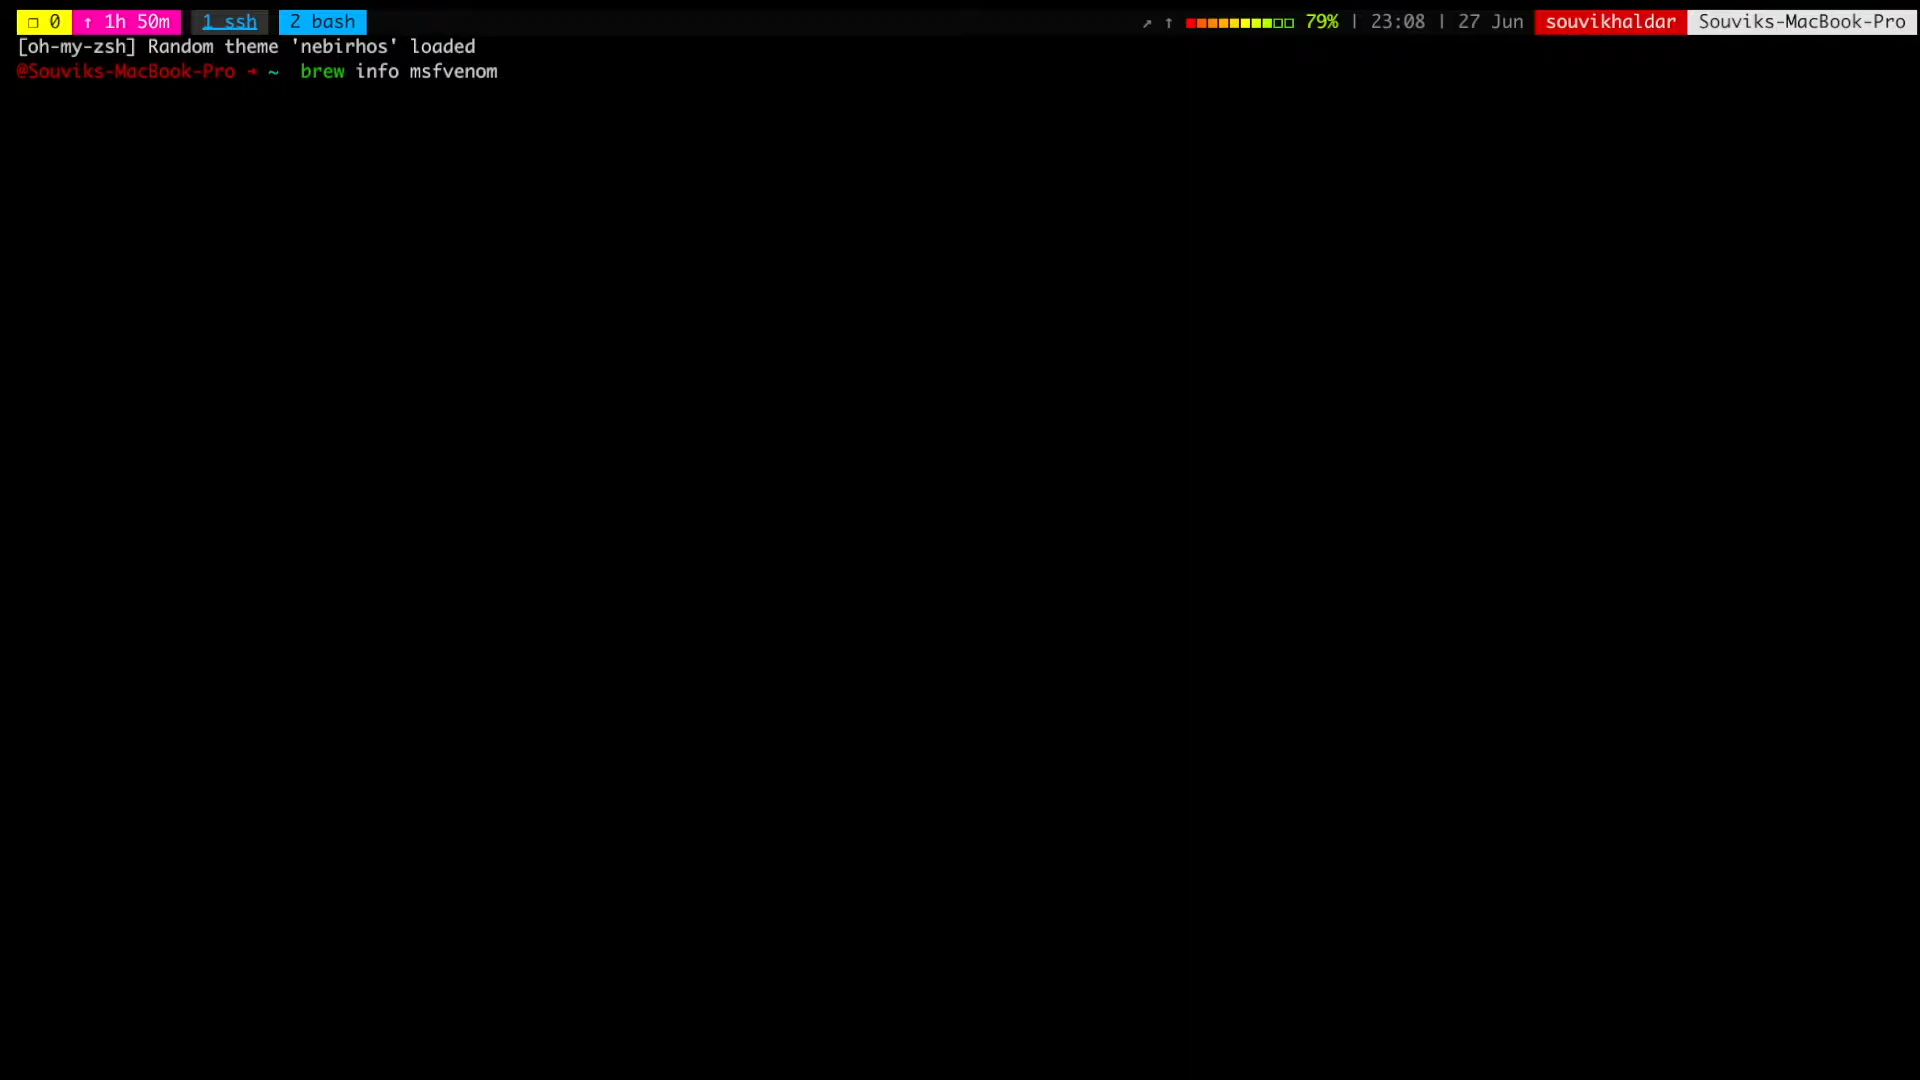 ❐ 0 ↑ 1h 50m 1 ssh 2 bash ↗ ↑ 79% | 23:08 | 27 Jun souvikhaldar Souviks-MacBook-Pro
[oh-my-zsh] Random theme 'nebirhos' loaded
@Souviks-MacBook-Pro ➜ ~ brew info msfvenom